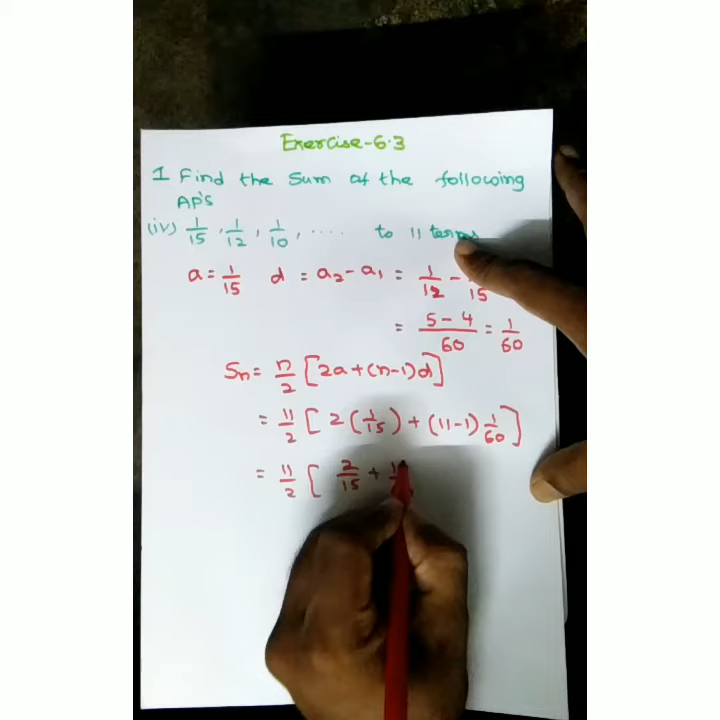 Exercise-6.3
1 Find the sum of the following
AP's
(iv) 1/15, 1/12, 1/10, ..... to 11 terms
a = 1/15 d = a₂ - a₁ = 1/12 - /15
= 5-4/60 = 1/60
Sn = n/2 [2a+(n-1)d]
= 11/2 [ 2(1/15) + (11-1) 1/60 ]
= 11/2 [ 2/15 +